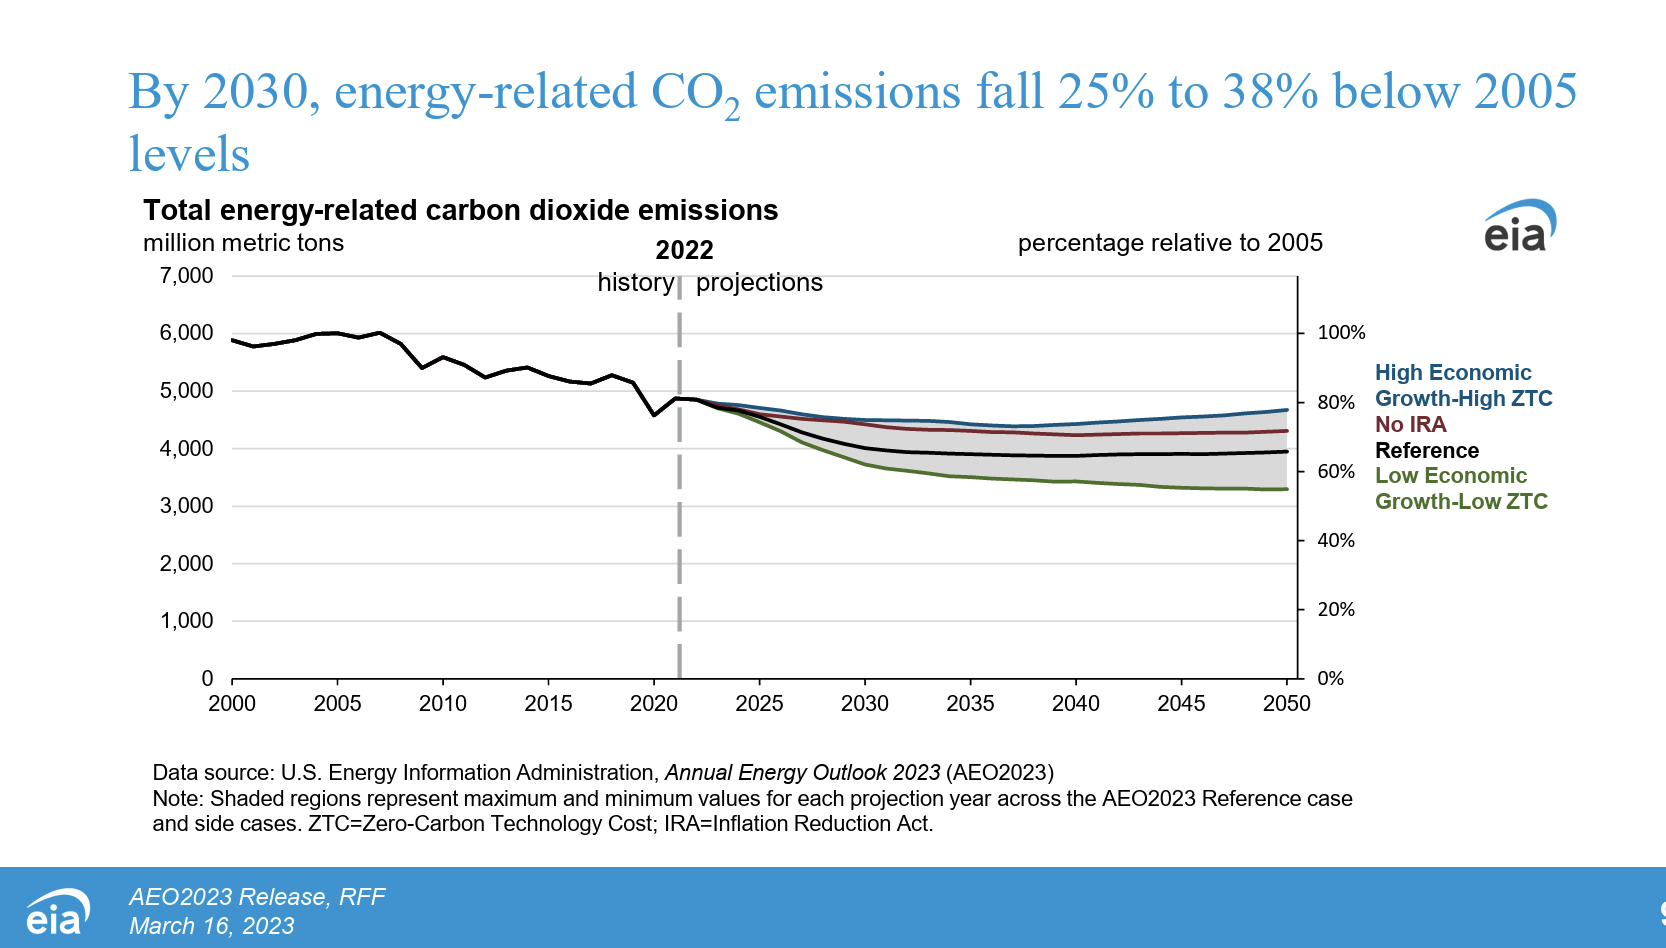 By 2030, energy-related CO2 emissions fall 25% to 38% below 2005
levels
Total energy-related carbon dioxide emissions
million metric tons
2022
percentage relative to 2005
eia
history
projections
7,000
6,000
5,000
4,000
3,000
2,000
1,000
0
100%
80%
60%
40%
20%
0%
High Economic
Growth-High ZTC
No IRA
Reference
Low Economic
Growth-Low ZTC
2000 2005 2010 2015 2020 2025 2030 2035 2040 2045 2050
Data source: U.S. Energy Information Administration, Annual Energy Outlook 2023 (AEO2023)
Note: Shaded regions represent maximum and minimum values for each projection year across the AEO2023 Reference case
and side cases. ZTC=Zero-Carbon Technology Cost; IRA=Inflation Reduction Act.
eia
AEO2023 Release, RFF
March 16, 2023